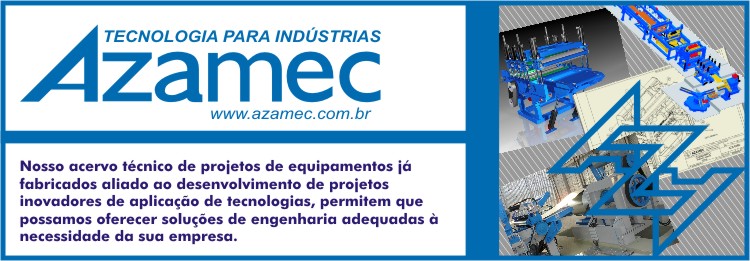 TECNOLOGIA PARA INDÚSTRIAS
Azamec
www.azamec.com.br
Nosso acervo técnico de projetos de equipamentos já
fabricados aliado ao desenvolvimento de projetos
inovadores de aplicação de tecnologias, permitem que
possamos oferecer soluções de engenharia adequadas à
necessidade da sua empresa.